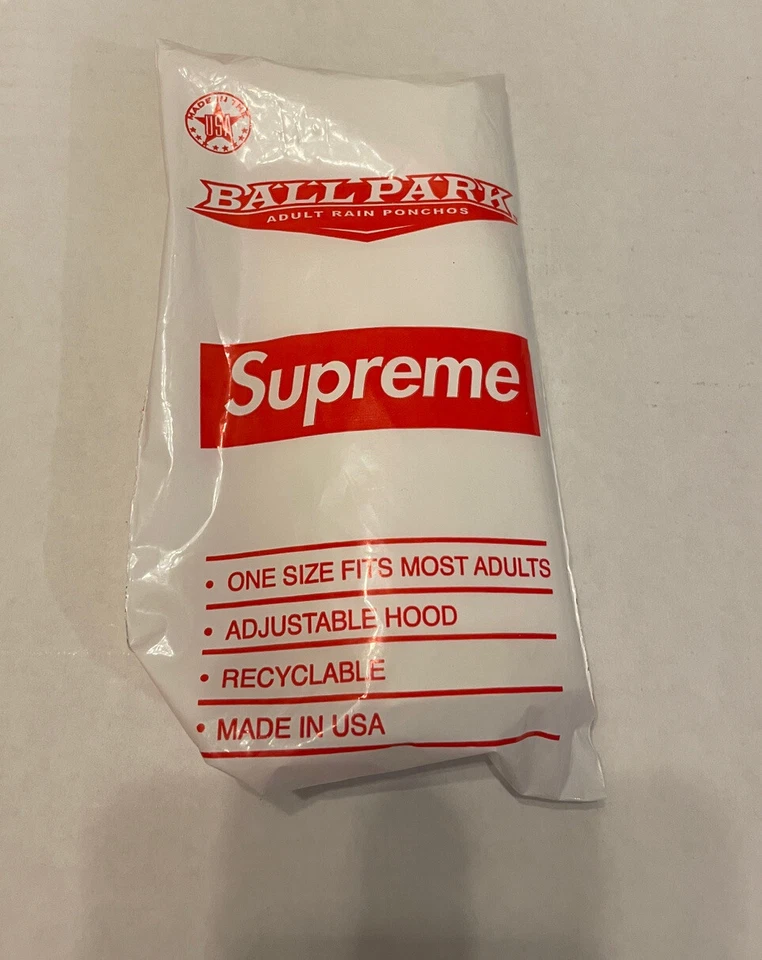 MADE IN THE
USA
BALLPARK
ADULT RAIN PONCHOS
Supreme
• ONE SIZE FITS MOST ADULTS
• ADJUSTABLE HOOD
• RECYCLABLE
• MADE IN USA